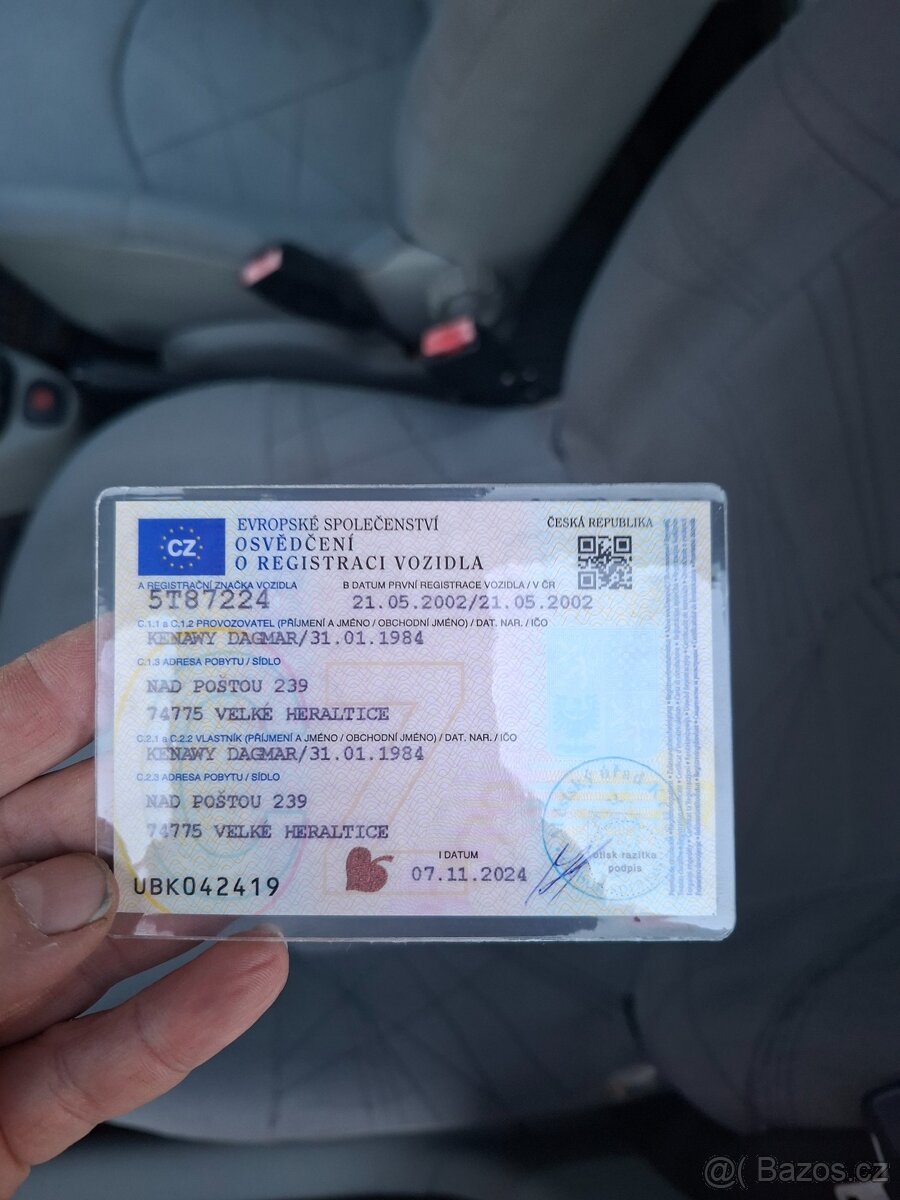 CZ
EVROPSKÉ SPOLEČENSTVÍ
OSVĚDČENÍ
O REGISTRACI VOZIDLA
ČESKÁ REPUBLIKA
A REGISTRAČNÍ ZNAČKA VOZIDLA
B DATUM PRVNÍ REGISTRACE VOZIDLA / V ČR
5T87224
21.05.2002/21.05.2002
C.1.1 a C.1.2 PROVOZOVATEL (PŘÍJMENÍ A JMÉNO / OBCHODNÍ JMÉNO) / DAT. NAR. / IČO
KENAWY DAGMAR/31.01.1984
C.1.3 ADRESA POBYTU / SÍDLO
NAD POŠTOU 239
74775 VELKÉ HERALTICE
C.2.1 a C.2.2 VLASTNÍK (PŘÍJMENÍ A JMÉNO / OBCHODNÍ JMÉNO) / DAT. NAR. / IČO
KENAWY DAGMAR/31.01.1984
C.2.3 ADRESA POBYTU / SÍDLO
NAD POŠTOU 239
74775 VELKÉ HERALTICE
I DATUM
07.11.2024
otisk razítka
podpis
UBK042419
@( Bazos.cz